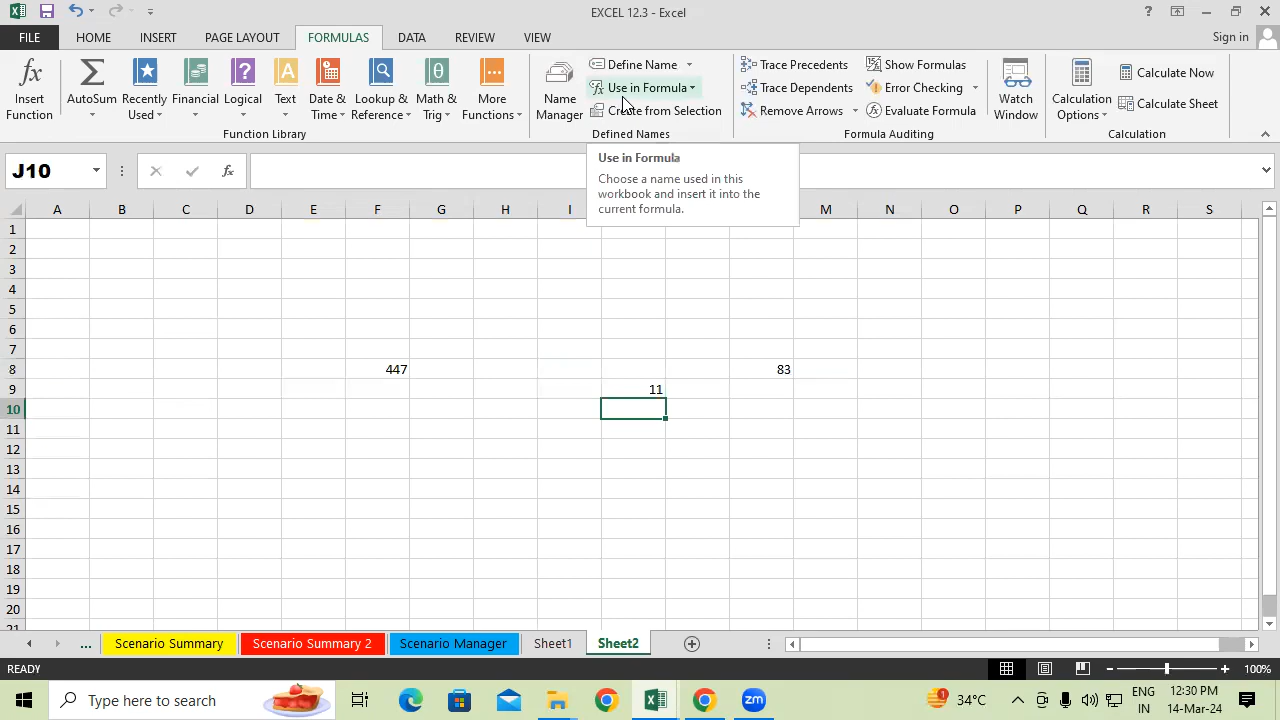 EXCEL 12.3 - Excel
FILE HOME INSERT PAGE LAYOUT FORMULAS DATA REVIEW VIEW Sign in
Insert Function
AutoSum
Recently Used
Financial
Logical
Text
Date & Time
Lookup & Reference
Math & Trig
More Functions
Function Library
Name Manager
Define Name
Use in Formula
Create from Selection
Defined Names
Trace Precedents
Trace Dependents
Remove Arrows
Show Formulas
Error Checking
Evaluate Formula
Formula Auditing
Watch Window
Calculation Options
Calculate Now
Calculate Sheet
Calculation
J10
fx
Use in Formula
Choose a name used in this
workbook and insert it into the
current formula.
A B C D E F G H I M N O P Q R S
1
2
3
4
5
6
7
8 447 83
9 11
10
11
12
13
14
15
16
17
18
19
20
21
... Scenario Summary Scenario Summary 2 Scenario Manager Sheet1 Sheet2
READY 100%
Type here to search
34°C
ENG
IN
12:30 PM
14-Mar-24